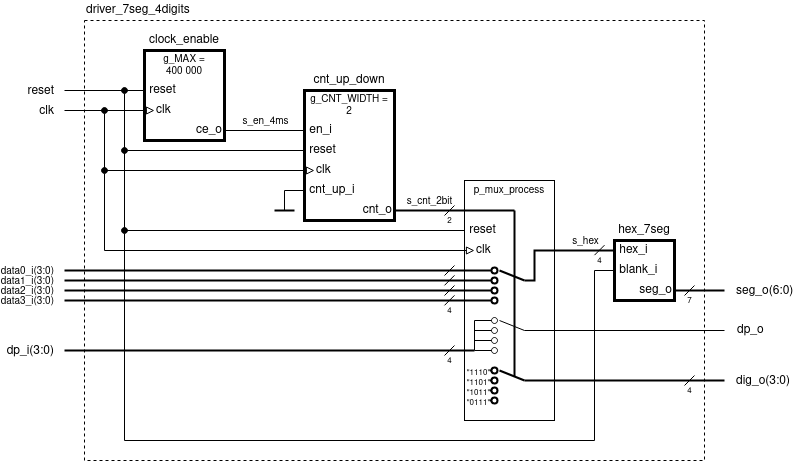 driver_7seg_4digits
clock_enable
g_MAX =
400 000
reset
reset
clk
clk
ce_o
s_en_4ms
cnt_up_down
g_CNT_WIDTH =
2
en_i
reset
clk
cnt_up_i
cnt_o
s_cnt_2bit
2
p_mux_process
reset
clk
s_hex
4
hex_7seg
hex_i
blank_i
seg_o
7
seg_o(6:0)
data0_i(3:0)
data1_i(3:0)
data2_i(3:0)
data3_i(3:0)
4
dp_o
dp_i(3:0)
4
"1110"
"1101"
"1011"
"0111"
4
dig_o(3:0)